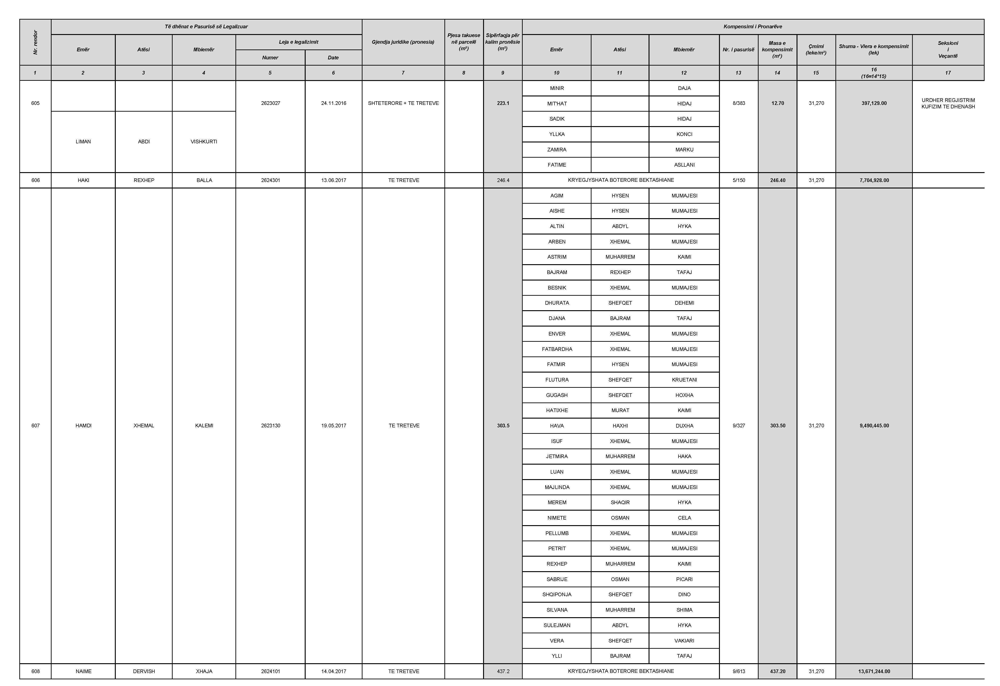 Nr. rendor
Të dhënat e Pasurisë së Legalizuar
Gjendja juridike (pronesia)
Pjesa takuese
në parcelë
(m²)
Sipërfaqja për
kalim pronësie
(m²)
Kompensimi i Pronarëve
Emër
Atësi
Mbiemër
Leja e legalizimit
Numer
Date
Emër
Atësi
Mbiemër
Nr. i pasurisë
Masa e
kompensimit
(m²)
Çmimi
(leke/m²)
Shuma - Vlera e kompensimit
(lek)
Seksioni
i
Veçantë
1 2 3 4 5 6 7 8 9 10 11 12 13 14 15 16 17
(16=14*15)
MINIR DAJA
605 2623027 24.11.2016 SHTETERORE + TE TRETEVE 223.1 MIT'HAT HIDAJ 8/383 12.70 31,270 397,129.00 URDHER REGJISTRIM
KUFIZIM TE DHENASH
SADIK HIDAJ
YLLKA KONCI
LIMAN ABDI VISHKURTI
ZAMIRA MARKU
FATIME ASLLANI
606 HAKI REXHEP BALLA 2624301 13.06.2017 TE TRETEVE 246.4 KRYEGJYSHATA BOTERORE BEKTASHIANE 5/150 246.40 31,270 7,704,928.00
AGIM HYSEN MUMAJESI
AISHE HYSEN MUMAJESI
ALTIN ABDYL HYKA
ARBEN XHEMAL MUMAJESI
ASTRIM MUHARREM KAIMI
BAJRAM REXHEP TAFAJ
BESNIK XHEMAL MUMAJESI
DHURATA SHEFQET DEHEMI
DJANA BAJRAM TAFAJ
ENVER XHEMAL MUMAJESI
FATBARDHA XHEMAL MUMAJESI
FATMIR HYSEN MUMAJESI
FLUTURA SHEFQET KRUETANI
GUGASH SHEFQET HOXHA
HATIXHE MURAT KAIMI
607 HAMDI XHEMAL KALEMI 2623130 19.05.2017 TE TRETEVE 303.5 HAVA HAXHI DUXHA 9/327 303.50 31,270 9,490,445.00
ISUF XHEMAL MUMAJESI
JETMIRA MUHARREM HAKA
LUAN XHEMAL MUMAJESI
MAJLINDA XHEMAL MUMAJESI
MEREM SHAQIR HYKA
NIMETE OSMAN CELA
PELLUMB XHEMAL MUMAJESI
PETRIT XHEMAL MUMAJESI
REXHEP MUHARREM KAIMI
SABRIJE OSMAN PICARI
SHQIPONJA SHEFQET DINO
SILVANA MUHARREM SHIMA
SULEJMAN ABDYL HYKA
VERA SHEFQET VAKIARI
YLLI BAJRAM TAFAJ
608 NAIME DERVISH XHAJA 2624101 14.04.2017 TE TRETEVE 437.2 KRYEGJYSHATA BOTERORE BEKTASHIANE 9/613 437.20 31,270 13,671,244.00